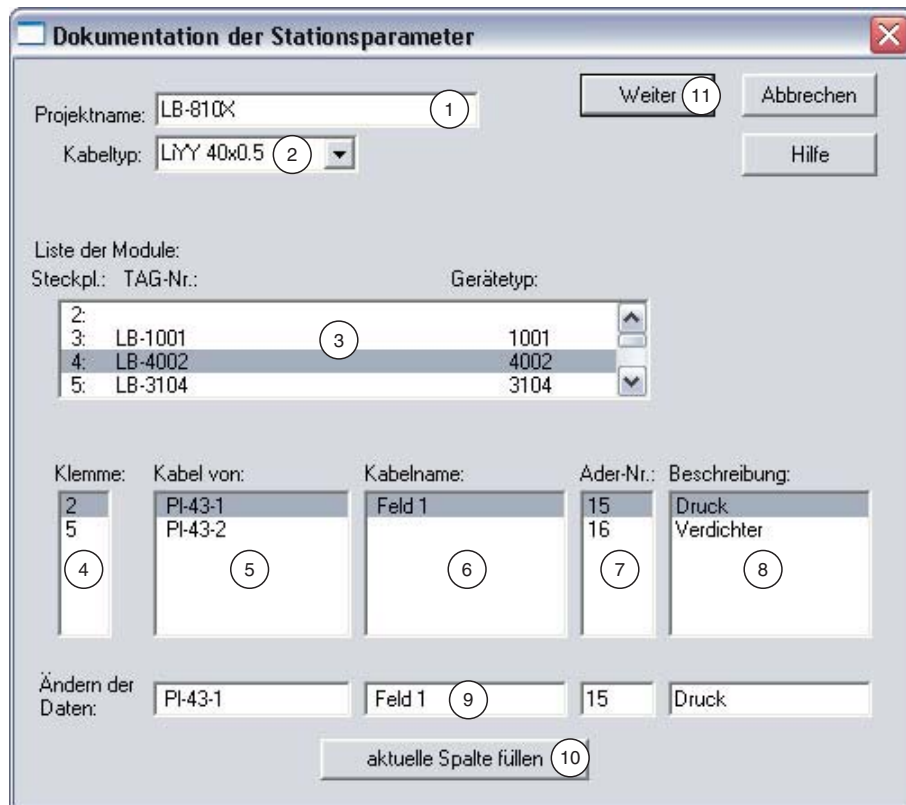 Dokumentation der Stationsparameter
Projektname: LB-810X 1 Weiter 11 Abbrechen
Kabeltyp: LiYY 40x0.5 2 Hilfe
Liste der Module:
Steckpl.: TAG-Nr.: Gerätetyp:
2:
3: LB-1001 3 1001
4: LB-4002 4002
5: LB-3104 3104
Klemme: Kabel von: Kabelname: Ader-Nr.: Beschreibung:
2 PI-43-1 Feld 1 15 Druck
5 PI-43-2 16 Verdichter
4 5 6 7 8
Ändern der
Daten: PI-43-1 Feld 1 9 15 Druck
aktuelle Spalte füllen 10